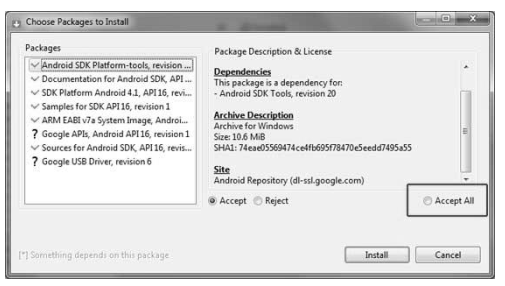 Choose Packages to Install
Packages
Android SDK Platform-tools, revision ...
Documentation for Android SDK, API ...
SDK Platform Android 4.1, API 16, revi...
Samples for SDK API 16, revision 1
ARM EABI v7a System Image, Androi...
? Google APIs, Android API 16, revision 1
Sources for Android SDK, API 16, revis...
? Google USB Driver, revision 6
Package Description & License
Dependencies
This package is a dependency for:
- Android SDK Tools, revision 20
Archive Description
Archive for Windows
Size: 10.6 MiB
SHA1: 74eae05569474ce4fb695f78470e5eedd7495a55
Site
Android Repository (dl-ssl.google.com)
Accept Reject Accept All
[*] Something depends on this package
Install Cancel